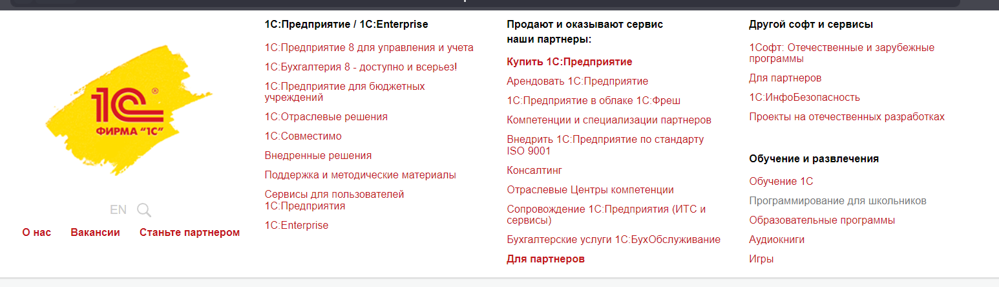 1С®
ФИРМА "1С"
EN
О нас Вакансии Станьте партнером
1С:Предприятие / 1С:Enterprise
1С:Предприятие 8 для управления и учета
1С:Бухгалтерия 8 - доступно и всерьез!
1С:Предприятие для бюджетных
учреждений
1С:Отраслевые решения
1С:Совместимо
Внедренные решения
Поддержка и методические материалы
Сервисы для пользователей
1С:Предприятия
1С:Enterprise
Продают и оказывают сервис
наши партнеры:
Купить 1С:Предприятие
Арендовать 1С:Предприятие
1С:Предприятие в облаке 1С:Фреш
Компетенции и специализации партнеров
Внедрить 1С:Предприятие по стандарту
ISO 9001
Консалтинг
Отраслевые Центры компетенции
Сопровождение 1С:Предприятия (ИТС и
сервисы)
Бухгалтерские услуги 1С:БухОбслуживание
Для партнеров
Другой софт и сервисы
1Софт: Отечественные и зарубежные
программы
Для партнеров
1С:ИнфоБезопасность
Проекты на отечественных разработках
Обучение и развлечения
Обучение 1С
Программирование для школьников
Образовательные программы
Аудиокниги
Игры